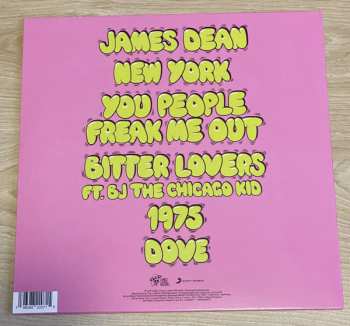 JAMES DEAN
NEW YORK
YOU PEOPLE
FREAK ME OUT
BITTER LOVERS
FT. BJ THE CHICAGO KID
1975
DOVE